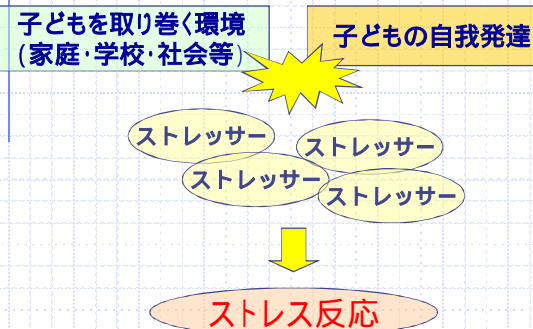 子どもを取り巻く環境
(家庭・学校・社会等)
子どもの自我発達
ストレッサー
ストレッサー
ストレッサー
ストレッサー
ストレス反応